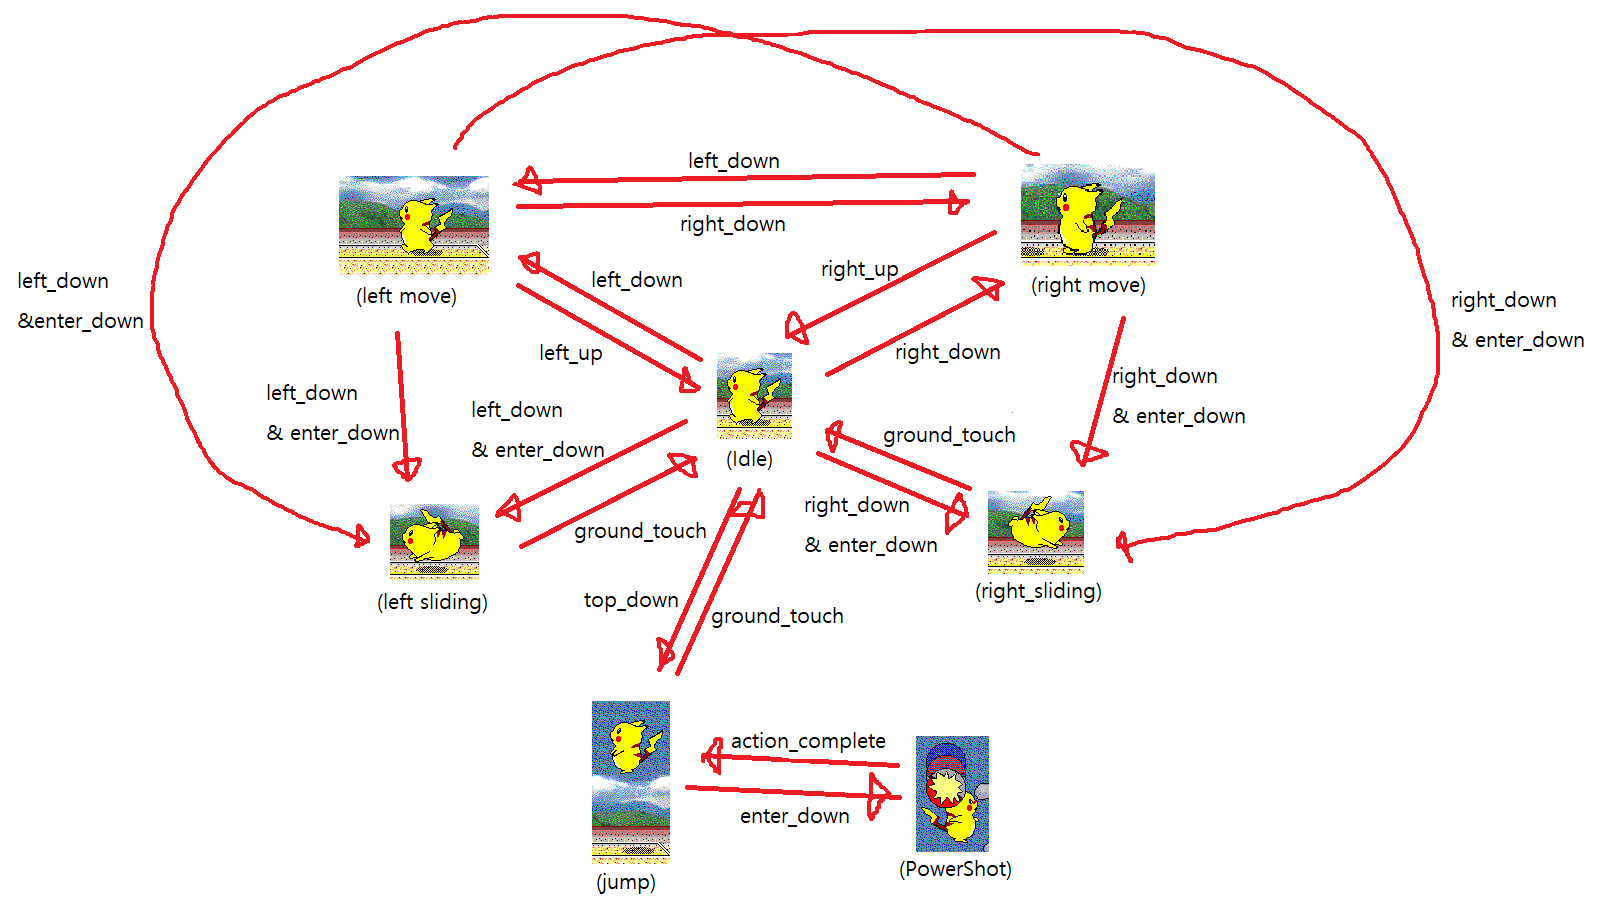 left_down
right_down
left_down
&enter_down
(left move)
left_down
left_up
right_up
(right move)
right_down
right_down
& enter_down
left_down
& enter_down
left_down
& enter_down
(Idle)
right_down
& enter_down
ground_touch
ground_touch
right_down
& enter_down
(left sliding)
(right_sliding)
top_down
ground_touch
action_complete
enter_down
(jump)
(PowerShot)